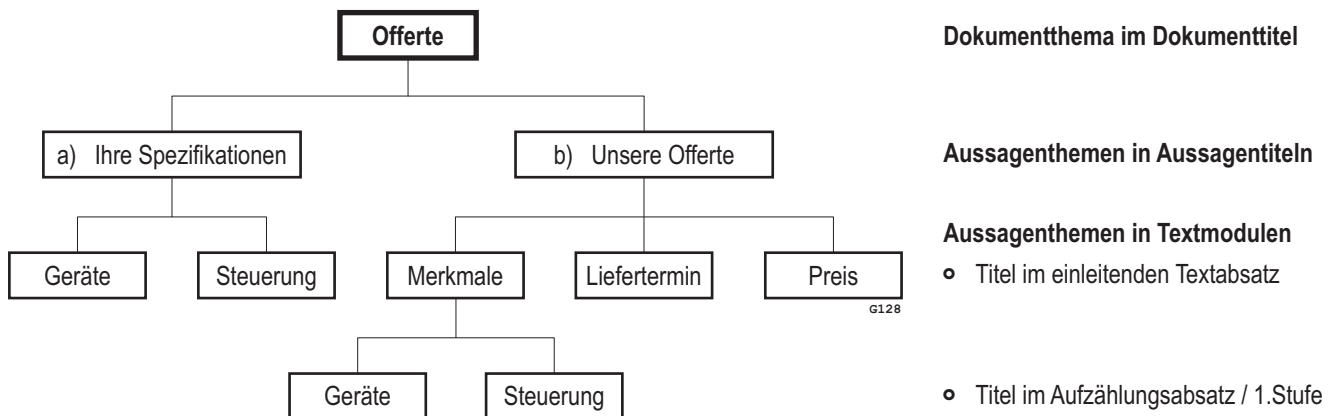 Offerte
Dokumentthema im Dokumenttitel
a) Ihre Spezifikationen
b) Unsere Offerte
Aussagenthemen in Aussagentiteln
Aussagenthemen in Textmodulen
Geräte
Steuerung
Merkmale
Liefertermin
Preis
Titel im einleitenden Textabsatz
G128
Geräte
Steuerung
Titel im Aufzählungsabsatz / 1.Stufe